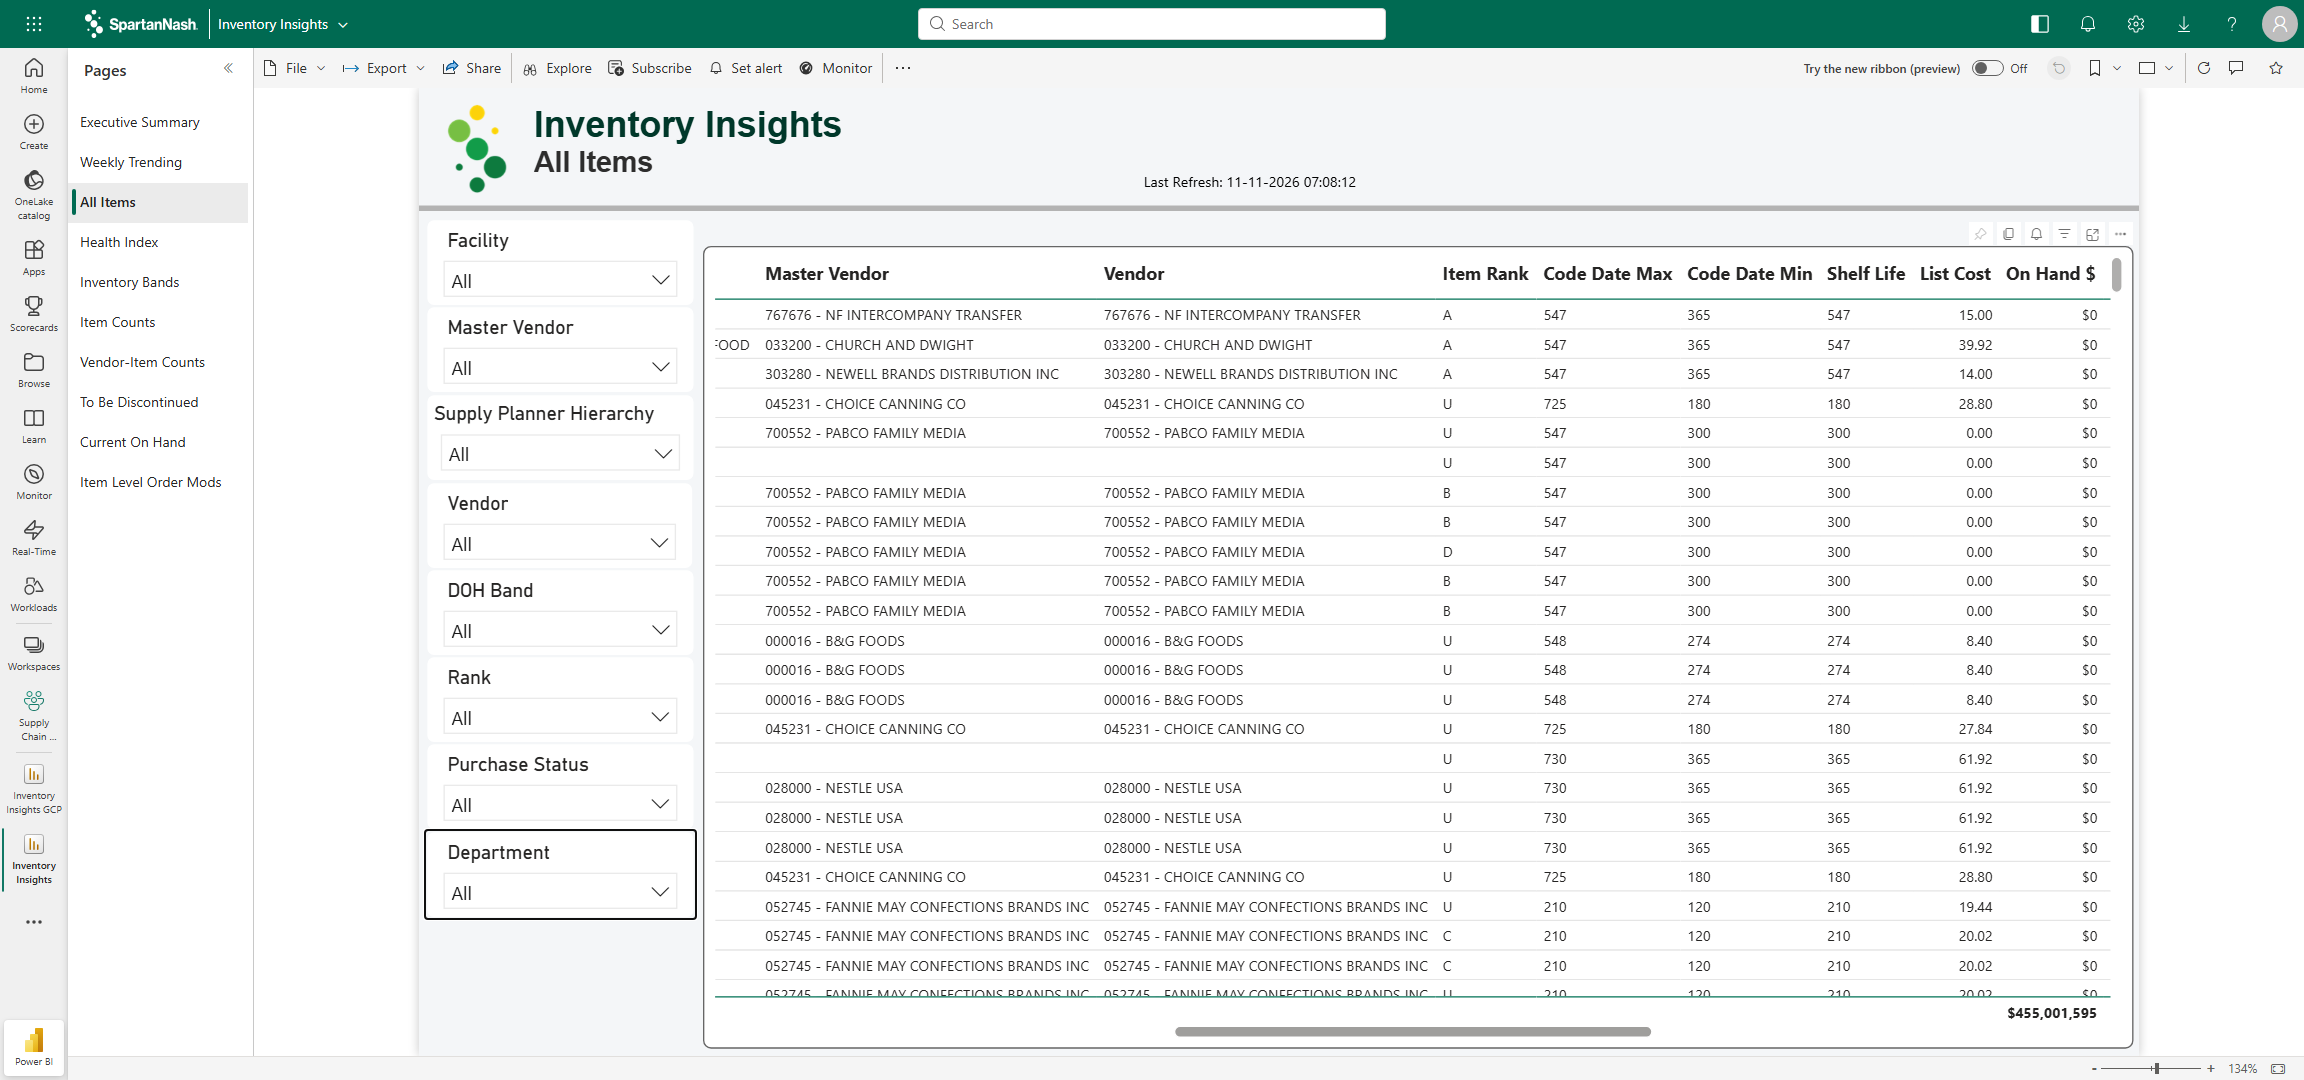 SpartanNash
Inventory Insights
Search
Home
Create
OneLake
catalog
Apps
Scorecards
Browse
Learn
Monitor
Real-Time
Workloads
Workspaces
Supply
Chain ...
Inventory
Insights GCP
Inventory
Insights
Power BI
Pages
Executive Summary
Weekly Trending
All Items
Health Index
Inventory Bands
Item Counts
Vendor-Item Counts
To Be Discontinued
Current On Hand
Item Level Order Mods
File Export Share Explore Subscribe Set alert Monitor ...
Try the new ribbon (preview) Off
Inventory Insights
All Items
Last Refresh: 11-11-2026 07:08:12
Facility
All
Master Vendor
All
Supply Planner Hierarchy
All
Vendor
All
DOH Band
All
Rank
All
Purchase Status
All
Department
All
Master Vendor Vendor Item Rank Code Date Max Code Date Min Shelf Life List Cost On Hand $
767676 - NF INTERCOMPANY TRANSFER 767676 - NF INTERCOMPANY TRANSFER A 547 365 547 15.00 $0
FOOD 033200 - CHURCH AND DWIGHT 033200 - CHURCH AND DWIGHT A 547 365 547 39.92 $0
303280 - NEWELL BRANDS DISTRIBUTION INC 303280 - NEWELL BRANDS DISTRIBUTION INC A 547 365 547 14.00 $0
045231 - CHOICE CANNING CO 045231 - CHOICE CANNING CO U 725 180 180 28.80 $0
700552 - PABCO FAMILY MEDIA 700552 - PABCO FAMILY MEDIA U 547 300 300 0.00 $0
U 547 300 300 0.00 $0
700552 - PABCO FAMILY MEDIA 700552 - PABCO FAMILY MEDIA B 547 300 300 0.00 $0
700552 - PABCO FAMILY MEDIA 700552 - PABCO FAMILY MEDIA B 547 300 300 0.00 $0
700552 - PABCO FAMILY MEDIA 700552 - PABCO FAMILY MEDIA D 547 300 300 0.00 $0
700552 - PABCO FAMILY MEDIA 700552 - PABCO FAMILY MEDIA B 547 300 300 0.00 $0
700552 - PABCO FAMILY MEDIA 700552 - PABCO FAMILY MEDIA B 547 300 300 0.00 $0
000016 - B&G FOODS 000016 - B&G FOODS U 548 274 274 8.40 $0
000016 - B&G FOODS 000016 - B&G FOODS U 548 274 274 8.40 $0
000016 - B&G FOODS 000016 - B&G FOODS U 548 274 274 8.40 $0
045231 - CHOICE CANNING CO 045231 - CHOICE CANNING CO U 725 180 180 27.84 $0
U 730 365 365 61.92 $0
028000 - NESTLE USA 028000 - NESTLE USA U 730 365 365 61.92 $0
028000 - NESTLE USA 028000 - NESTLE USA U 730 365 365 61.92 $0
028000 - NESTLE USA 028000 - NESTLE USA U 730 365 365 61.92 $0
045231 - CHOICE CANNING CO 045231 - CHOICE CANNING CO U 725 180 180 28.80 $0
052745 - FANNIE MAY CONFECTIONS BRANDS INC 052745 - FANNIE MAY CONFECTIONS BRANDS INC U 210 120 210 19.44 $0
052745 - FANNIE MAY CONFECTIONS BRANDS INC 052745 - FANNIE MAY CONFECTIONS BRANDS INC C 210 120 210 20.02 $0
052745 - FANNIE MAY CONFECTIONS BRANDS INC 052745 - FANNIE MAY CONFECTIONS BRANDS INC C 210 120 210 20.02 $0
052745 - FANNIE MAY CONFECTIONS BRANDS INC 052745 - FANNIE MAY CONFECTIONS BRANDS INC U 210 120 210 20.02 $0
$455,001,595
- + 134%